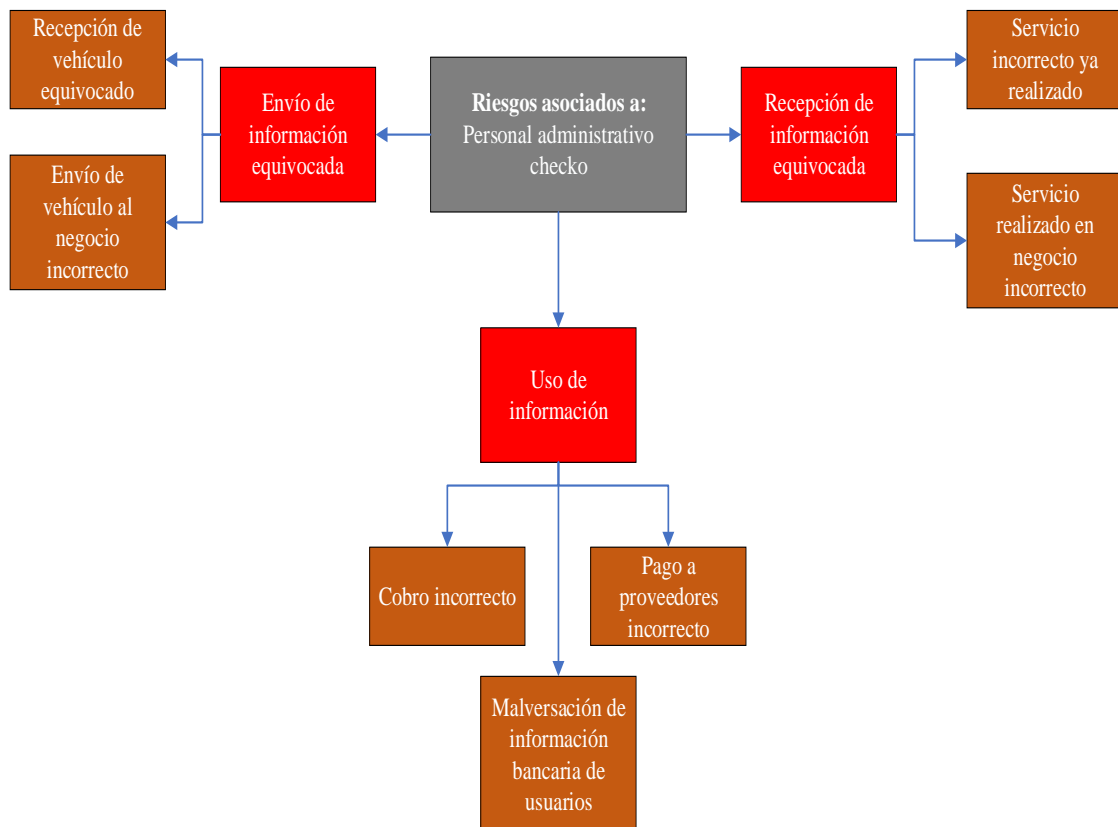 Recepción de
vehículo
equivocado
Envío de
vehículo al
negocio
incorrecto
Envío de
información
equivocada
Riesgos asociados a:
Personal administrativo
checko
Recepción de
información
equivocada
Servicio
incorrecto ya
realizado
Servicio
realizado en
negocio
incorrecto
Uso de
información
Cobro incorrecto
Pago a
proveedores
incorrecto
Malversación de
información
bancaria de
usuarios